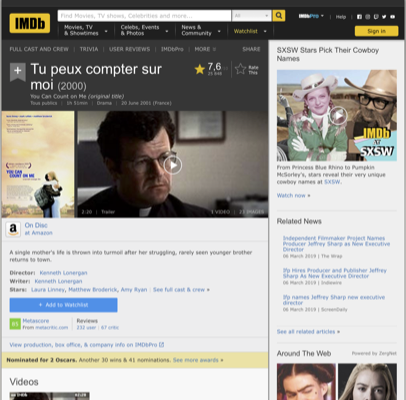 IMDb
Find Movies, TV shows, Celebrities and more...
All
IMDbPro
Help
Movies, TV
& Showtimes
Celebs, Events
& Photos
News &
Community
Watchlist
Sign in
FULL CAST AND CREW
TRIVIA
USER REVIEWS
IMDbPro
MORE
SHARE
Tu peux compter sur
moi (2000)
7,6
Rate
This
You Can Count on Me (original title)
Tous publics | 1h 51min | Drama | 20 June 2001 (France)
YOU CAN
COUNT ON
ME
2:20 | Trailer
1 VIDEO
On Disc
at Amazon
A single mother's life is thrown into turmoil after her struggling, rarely seen younger brother
returns to town.
Director: Kenneth Lonergan
Writer: Kenneth Lonergan
Stars: Laura Linney, Matthew Broderick, Amy Ryan | See full cast & crew »
+ Add to Watchlist
Metascore
From metacritic.com
Reviews
232 user | 67 critic
View production, box office, & company info on IMDbPro
Nominated for 2 Oscars. Another 30 wins & 41 nominations. See more awards »
Videos
SXSW Stars Pick Their Cowboy
Names
IMDb
at
SXSW
From Princess Blue Rhino to Pumpkin
McSorley's, stars reveal their very unique
cowboy names at SXSW.
Watch now »
Related News
Independent Filmmaker Project Names
Producer Jeffrey Sharp as New Executive
Director
06 March 2019 | The Wrap
Ifp Hires Producer and Publisher Jeffrey
Sharp as Executive Director
06 March 2019 | Indiewire
Ifp names Jeffrey Sharp new executive
director
06 March 2019 | ScreenDaily
See all related articles »
Around The Web
Powered by ZergNet